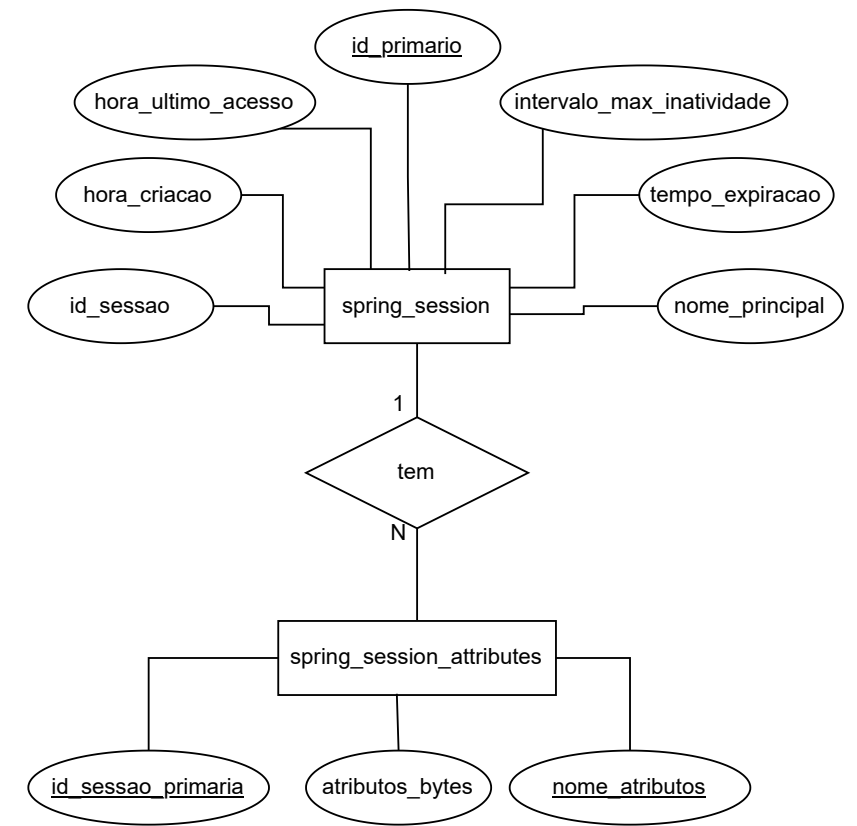 id_primario
hora_ultimo_acesso
intervalo_max_inatividade
hora_criacao
tempo_expiracao
id_sessao
spring_session
nome_principal
1
tem
N
spring_session_attributes
id_sessao_primaria
atributos_bytes
nome_atributos